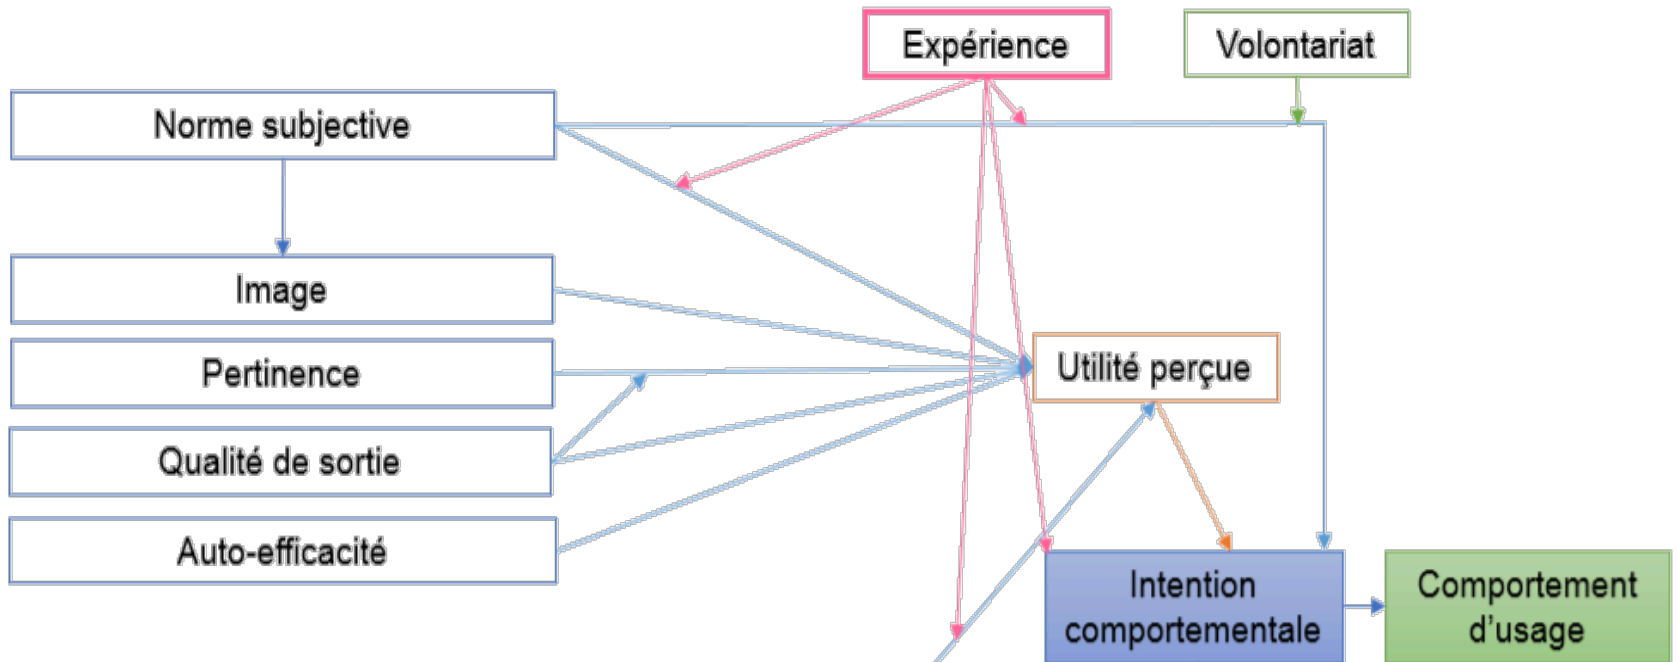 Expérience
Volontariat
Norme subjective
Image
Pertinence
Utilité perçue
Qualité de sortie
Auto-efficacité
Intention
comportementale
Comportement
d'usage